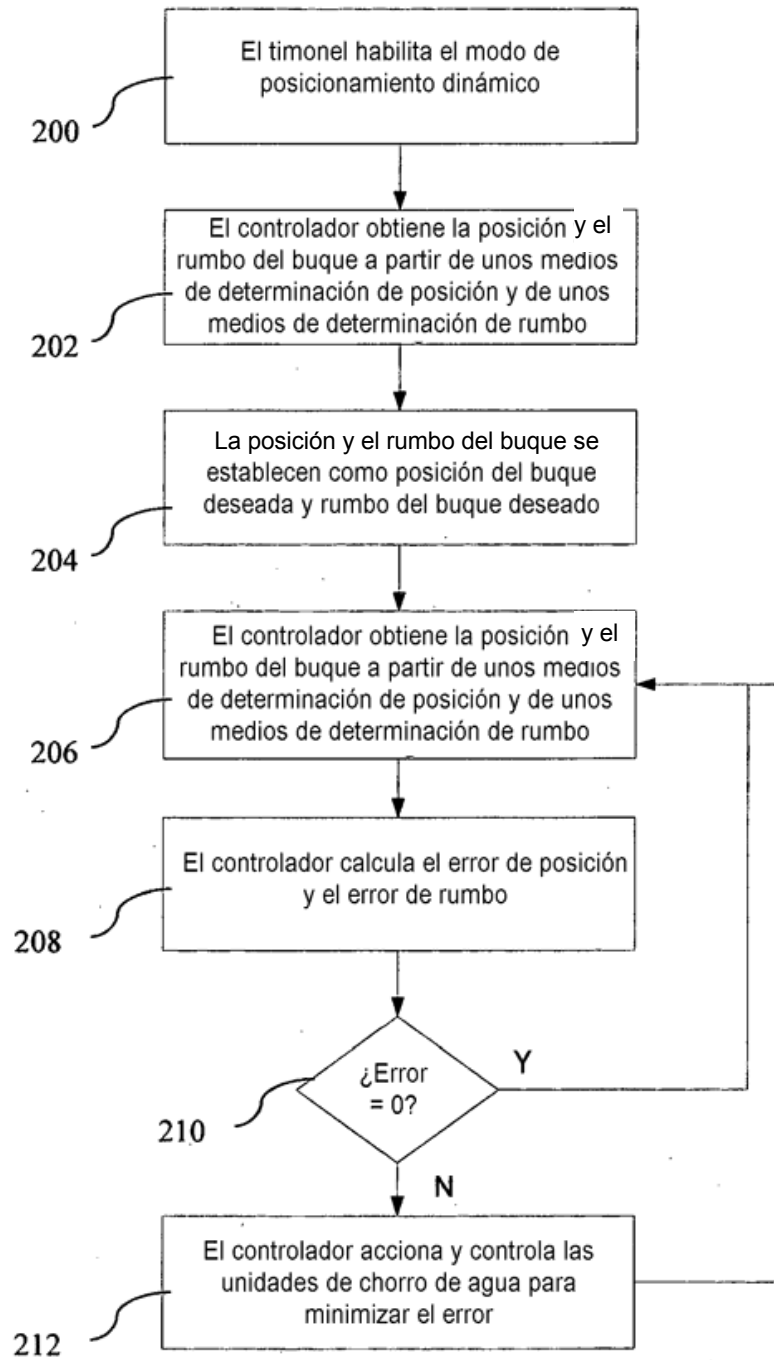 El timonel habilita el modo de
posicionamiento dinámico
200
El controlador obtiene la posición y el
rumbo del buque a partir de unos medios
de determinación de posición y de unos
medios de determinación de rumbo
202
La posición y el rumbo del buque se
establecen como posición del buque
deseada y rumbo del buque deseado
204
El controlador obtiene la posición y el
rumbo del buque a partir de unos medios
de determinación de posición y de unos
medios de determinación de rumbo
206
El controlador calcula el error de posición
y el error de rumbo
208
¿Error
= 0?
Y
210
N
El controlador acciona y controla las
unidades de chorro de agua para
minimizar el error
212